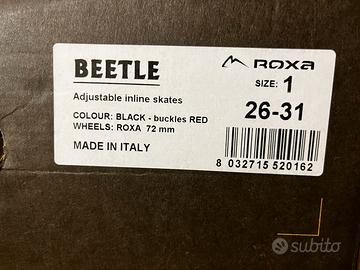 BEETLE
ROXA
SIZE: 1
Adjustable inline skates
26-31
COLOUR: BLACK - buckles RED
WHEELS: ROXA 72 mm
MADE IN ITALY
8 032715 520162
subito